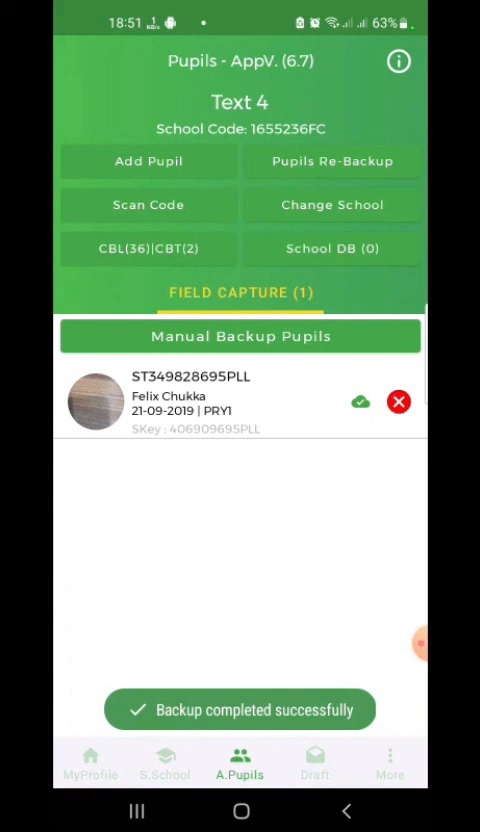 18:51 1 KB/s 63%
Pupils - AppV. (6.7)
Text 4
School Code: 1655236FC
Add Pupil Pupils Re-Backup
Scan Code Change School
CBL(36)|CBT(2) School DB (0)
FIELD CAPTURE (1)
Manual Backup Pupils
ST349828695PLL
Felix Chukka
21-09-2019 | PRY1
SKey : 406909695PLL
Backup completed successfully
MyProfile S.School A.Pupils Draft More